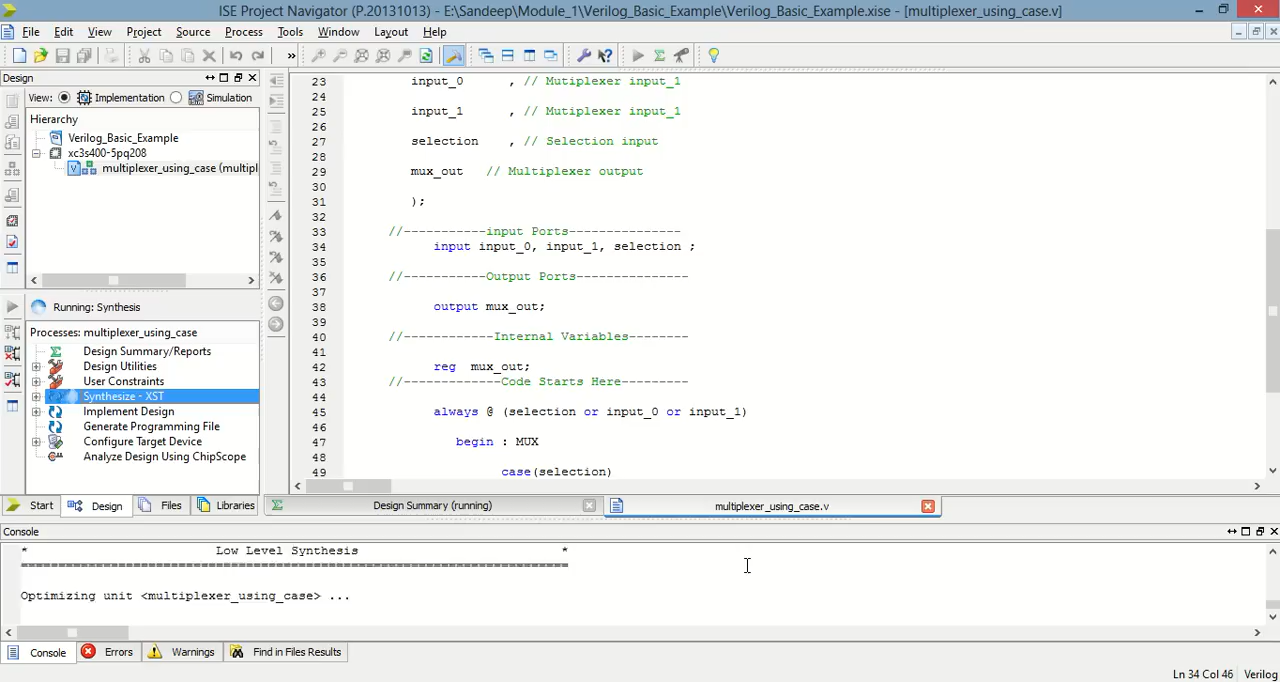 ISE Project Navigator (P.20131013) - E:\Sandeep\Module_1\Verilog_Basic_Example\Verilog_Basic_Example.xise - [multiplexer_using_case.v]
File Edit View Project Source Process Tools Window Layout Help
Design
View: Implementation Simulation
Hierarchy
Verilog_Basic_Example
xc3s400-5pq208
multiplexer_using_case (multipl
Running: Synthesis
Processes: multiplexer_using_case
Design Summary/Reports
Design Utilities
User Constraints
Synthesize - XST
Implement Design
Generate Programming File
Configure Target Device
Analyze Design Using ChipScope
Start Design Files Libraries
23 input_0 , // Mutiplexer input_1
24
25 input_1 , // Mutiplexer input_1
26
27 selection , // Selection input
28
29 mux_out // Multiplexer output
30
31 );
32
33 //-----------input Ports---------------
34 input input_0, input_1, selection ;
35
36 //-----------Output Ports---------------
37
38 output mux_out;
39
40 //------------Internal Variables--------
41
42 reg mux_out;
43 //-------------Code Starts Here---------
44
45 always @ (selection or input_0 or input_1)
46
47 begin : MUX
48
49 case(selection)
Design Summary (running) multiplexer_using_case.v
Console
* Low Level Synthesis *
=========================================================================
Optimizing unit <multiplexer_using_case> ...
Console Errors Warnings Find in Files Results
Ln 34 Col 46 Verilog